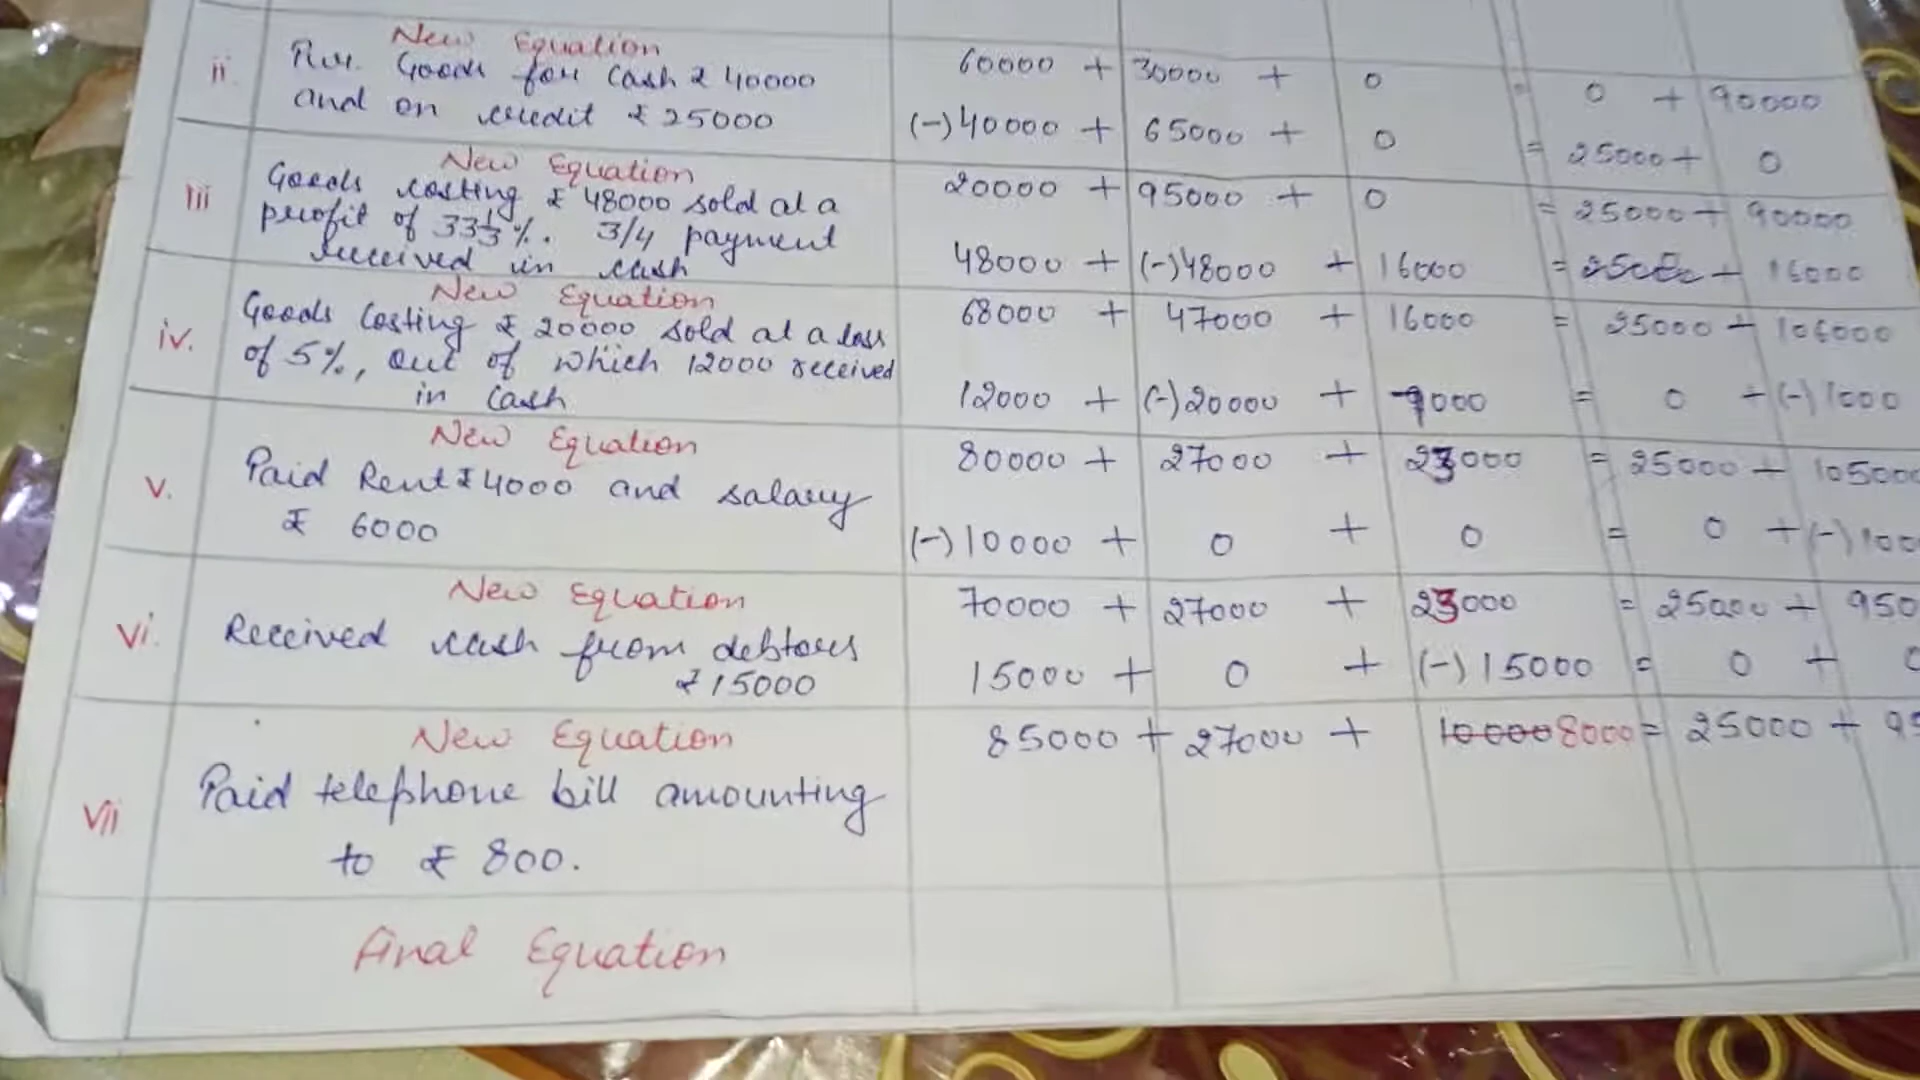 New Equation 60000 + 30000 + 0 = 0 + 90000
ii Pur. Goods for cash ₹ 40000
and on credit ₹ 25000 (-)40000 + 65000 + 0 = 25000 + 0
New Equation 20000 + 95000 + 0 = 25000 + 90000
iii Goods costing ₹ 48000 sold at a
profit of 33⅓%. 3/4 payment
received in cash 48000 + (-)48000 + 16000 = + 16000
New Equation 68000 + 47000 + 16000 = 25000 + 106000
iv. Goods costing ₹ 20000 sold at a loss
of 5%, out of which 12000 received
in cash 12000 + (-)20000 + 7000 = 0 + (-)1000
New Equation 80000 + 27000 + 23000 = 25000 + 105000
v. Paid Rent ₹ 4000 and salary
₹ 6000 (-)10000 + 0 + 0 = 0 + (-)100
New Equation 70000 + 27000 + 23000 = 25000 + 950
vi. Received cash from debtors
₹ 15000 15000 + 0 + (-)15000 = 0 + 0
New Equation 85000 + 27000 + 10000 8000 = 25000 + 95
vii Paid telephone bill amounting
to ₹ 800.
Final Equation